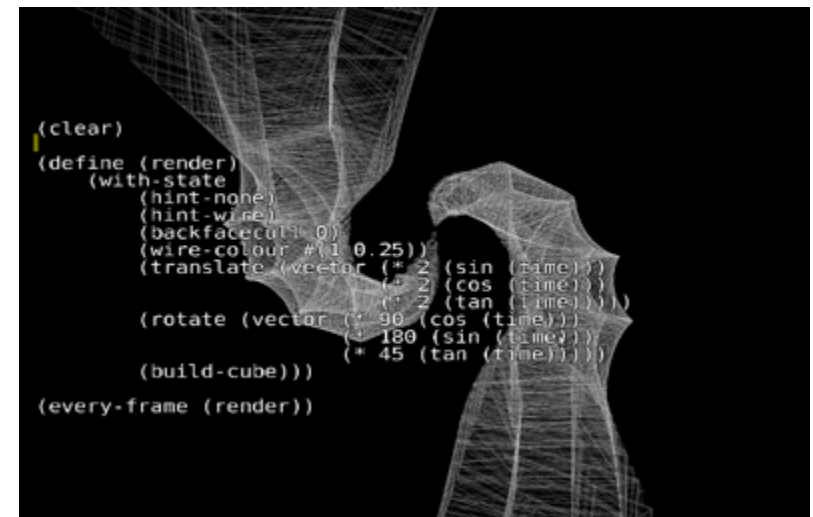 (clear)
(define (render)
(with-state
(hint-none)
(hint-wire)
(backfacecull 0)
(wire-colour #(1 0.25))
(translate (vector (* 2 (sin (time)))
(* 2 (cos (time)))
(* 2 (tan (time)))))
(rotate (vector (* 90 (cos (time)))
(* 180 (sin (time)))
(* 45 (tan (time)))))
(build-cube)))
(every-frame (render))